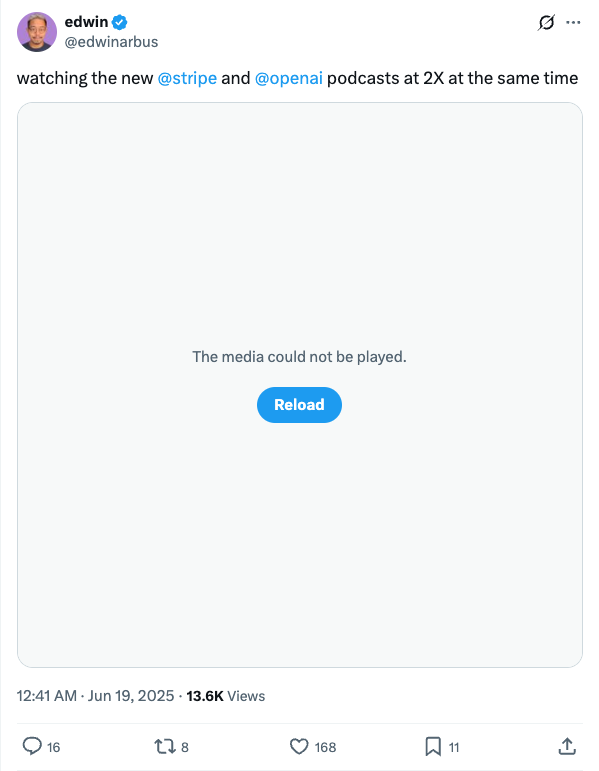 edwin
@edwinarbus
watching the new @stripe and @openai podcasts at 2X at the same time
The media could not be played.
Reload
12:41 AM · Jun 19, 2025 · 13.6K Views
16 8 168 11